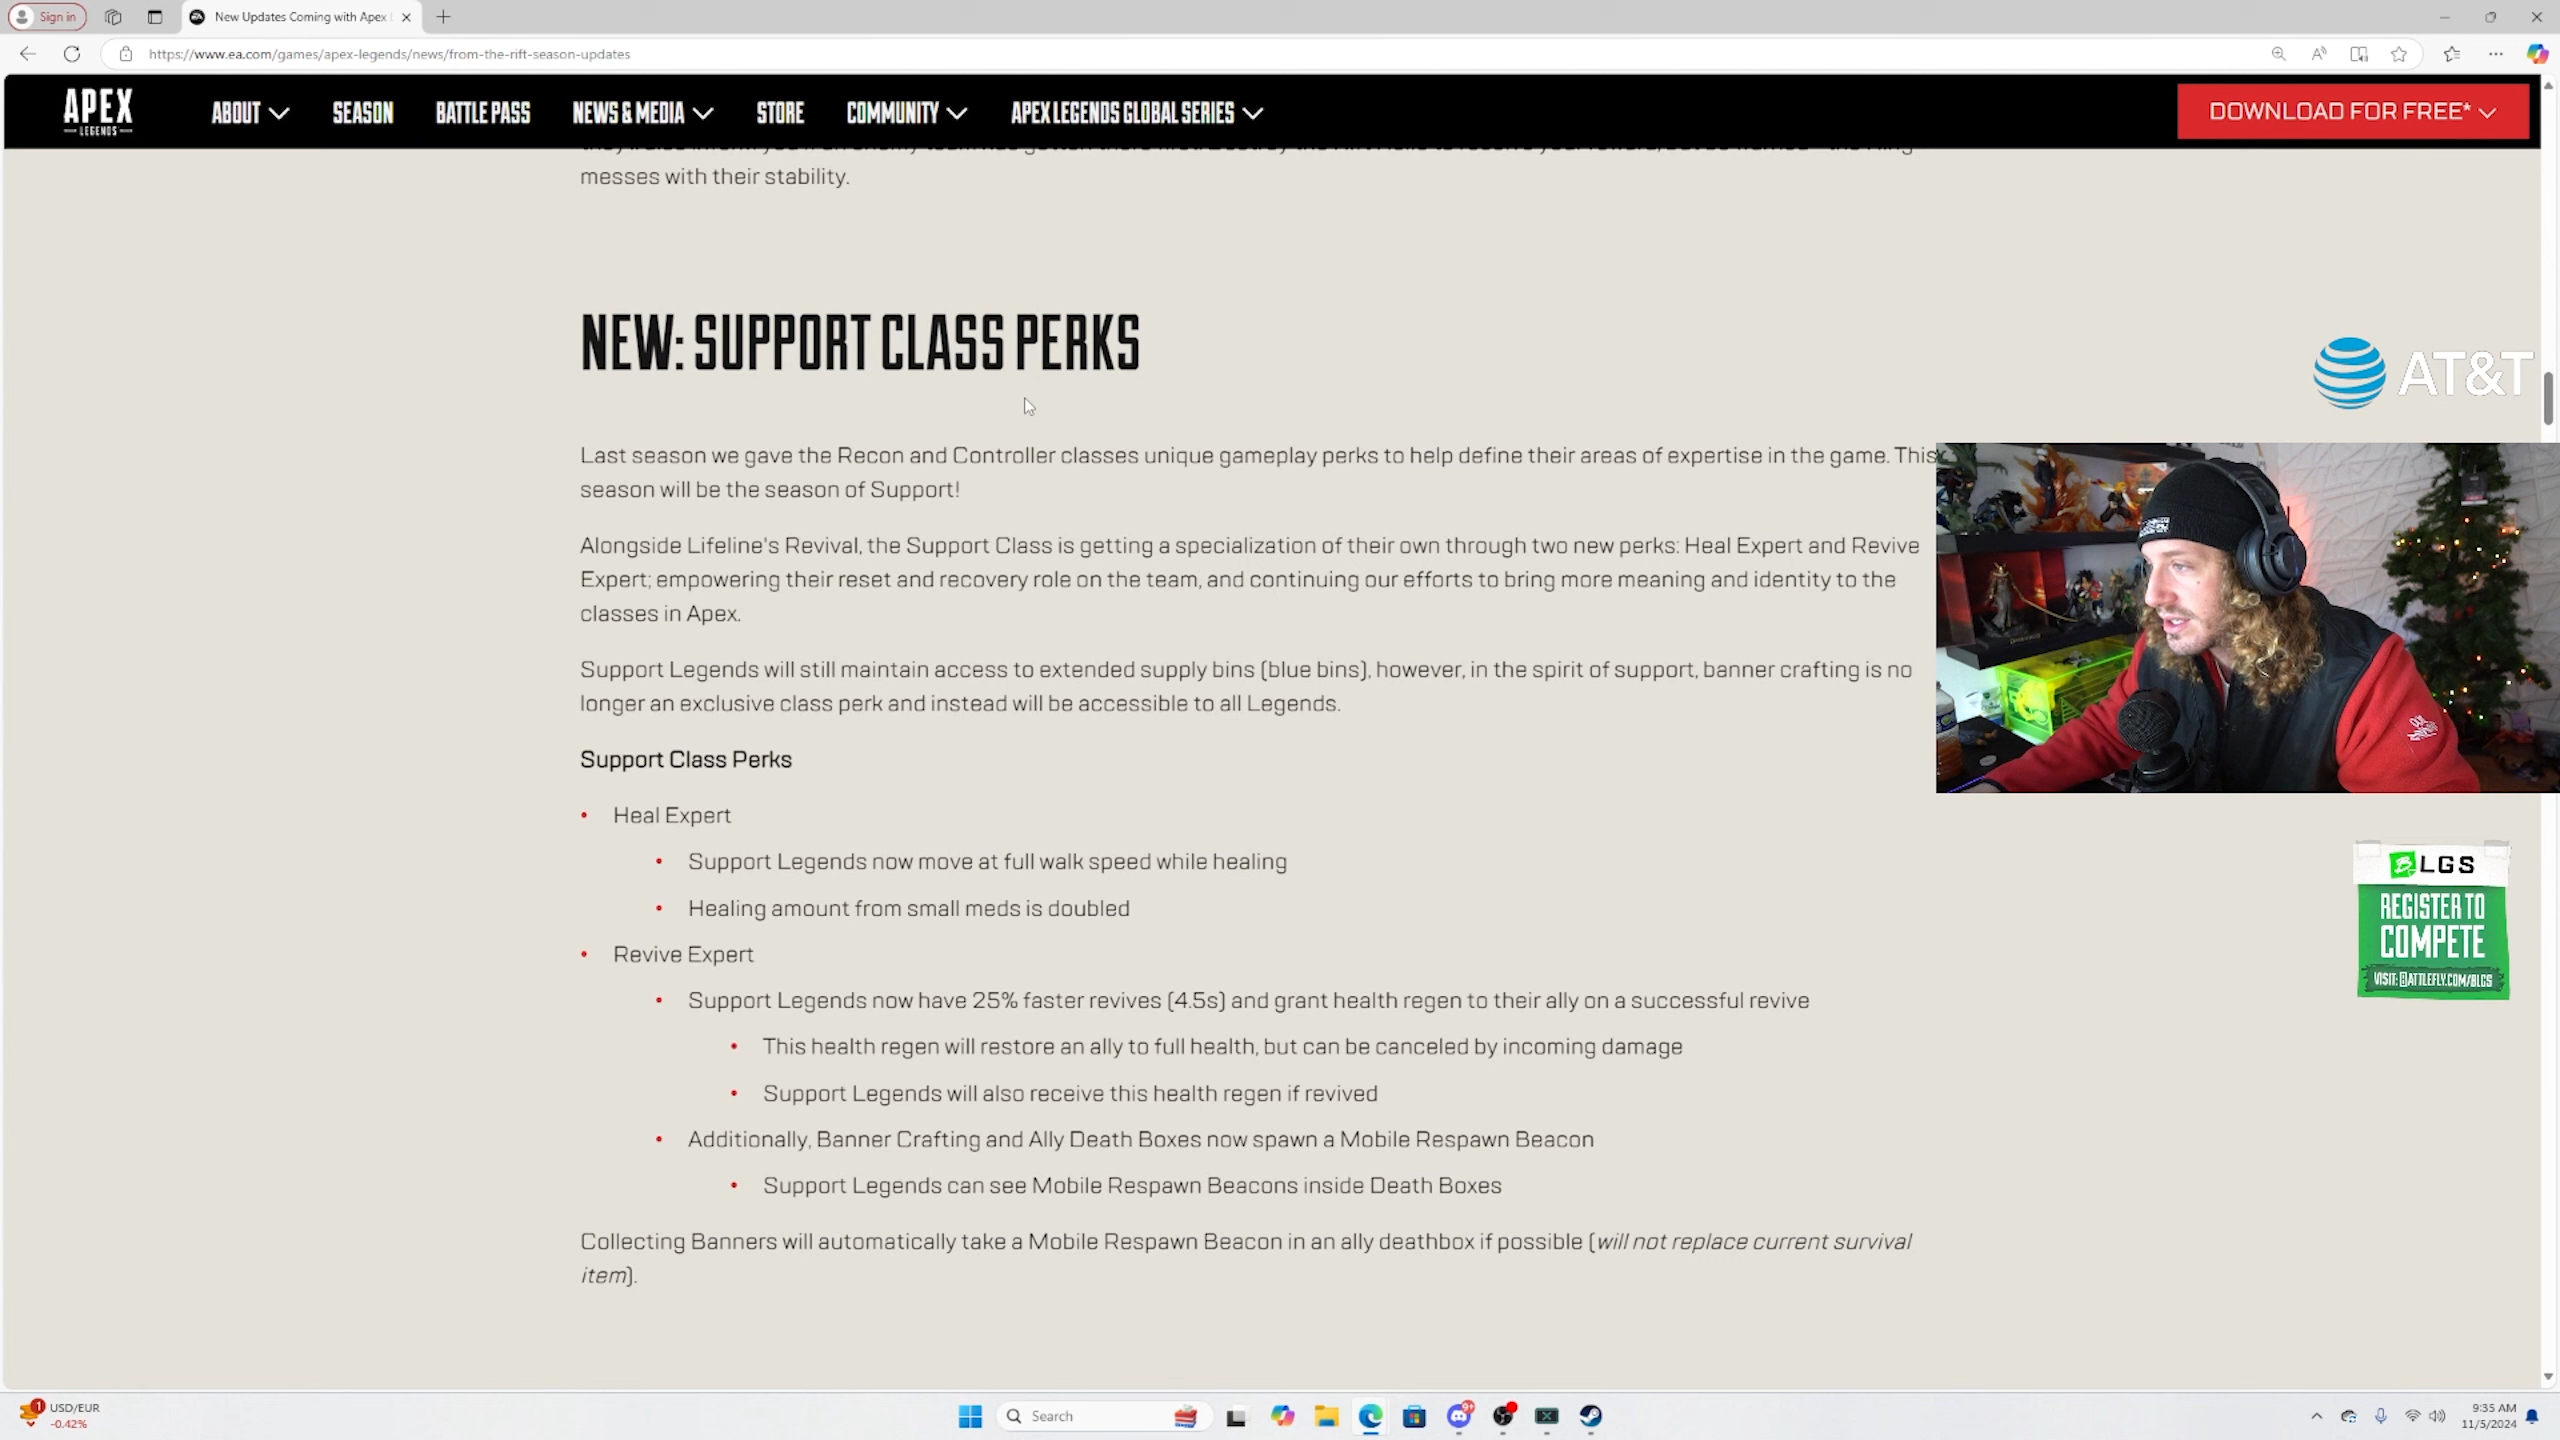 Sign in
New Updates Coming with Apex
https://www.ea.com/games/apex-legends/news/from-the-rift-season-updates
APEX
LEGENDS
ABOUT
SEASON
BATTLE PASS
NEWS & MEDIA
STORE
COMMUNITY
APEX LEGENDS GLOBAL SERIES
DOWNLOAD FOR FREE*
messes with their stability.
NEW: SUPPORT CLASS PERKS
AT&T
Last season we gave the Recon and Controller classes unique gameplay perks to help define their areas of expertise in the game. This
season will be the season of Support!
Alongside Lifeline's Revival, the Support Class is getting a specialization of their own through two new perks: Heal Expert and Revive
Expert; empowering their reset and recovery role on the team, and continuing our efforts to bring more meaning and identity to the
classes in Apex.
Support Legends will still maintain access to extended supply bins (blue bins), however, in the spirit of support, banner crafting is no
longer an exclusive class perk and instead will be accessible to all Legends.
Support Class Perks
• Heal Expert
• Support Legends now move at full walk speed while healing
• Healing amount from small meds is doubled
• Revive Expert
• Support Legends now have 25% faster revives (4.5s) and grant health regen to their ally on a successful revive
• This health regen will restore an ally to full health, but can be canceled by incoming damage
• Support Legends will also receive this health regen if revived
• Additionally, Banner Crafting and Ally Death Boxes now spawn a Mobile Respawn Beacon
• Support Legends can see Mobile Respawn Beacons inside Death Boxes
Collecting Banners will automatically take a Mobile Respawn Beacon in an ally deathbox if possible (will not replace current survival
item).
BLGS
REGISTER TO
COMPETE
VISIT: BATTLEFY.COM/BLGS
1
USD/EUR
-0.42%
Search
9+
9:35 AM
11/5/2024